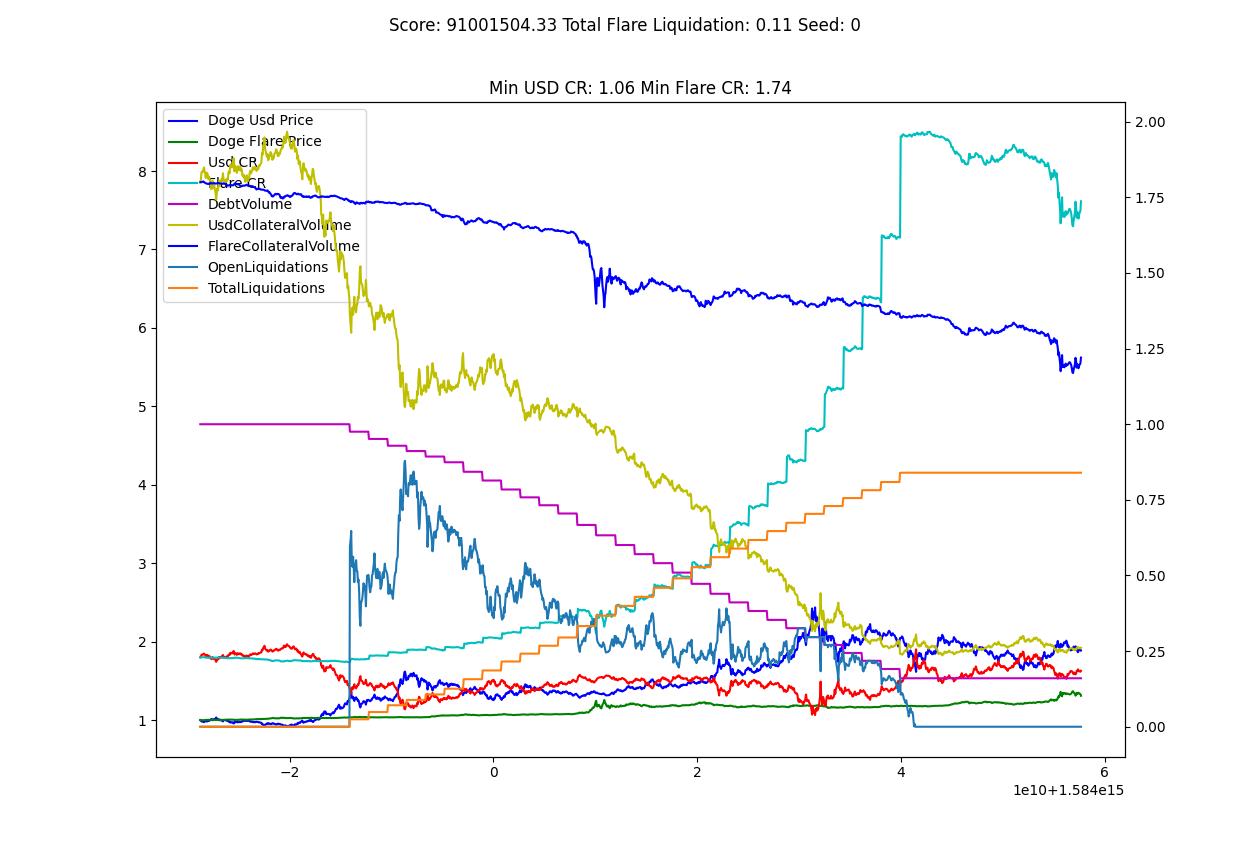 Score: 91001504.33 Total Flare Liquidation: 0.11 Seed: 0
Min USD CR: 1.06 Min Flare CR: 1.74
Doge Usd Price
Doge Flare Price
Usd CR
Flare CR
DebtVolume
UsdCollateralVolume
FlareCollateralVolume
OpenLiquidations
TotalLiquidations
8
7
6
5
4
3
2
1
2.00
1.75
1.50
1.25
1.00
0.75
0.50
0.25
0.00
−2
0
2
4
6
1e10+1.584e15